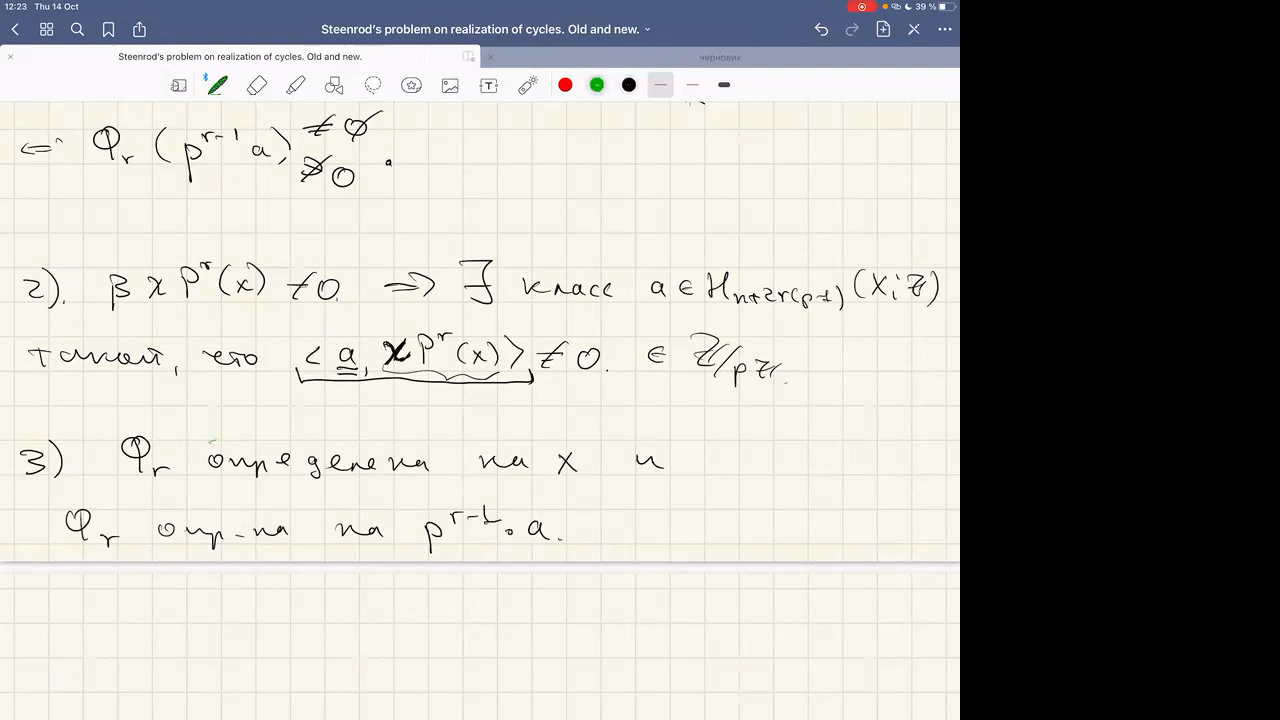 12:23 Thu 14 Oct 39 %
Steenrod's problem on realization of cycles. Old and new.
Steenrod's problem on realization of cycles. Old and new. черновик
⇐ Φ_r (p^{r-1} a) ≠ 0
2). β χ P^r(x) ≠ 0. ⇒ ∃ класс a ∈ H_{n+2r(p-1)} (X; ℤ)
такой, что < a, χ P^r (x) > ≠ 0. ∈ ℤ/pℤ.
3) Φ_r определена на x и
Φ_r опр-на на p^{r-1} · a.